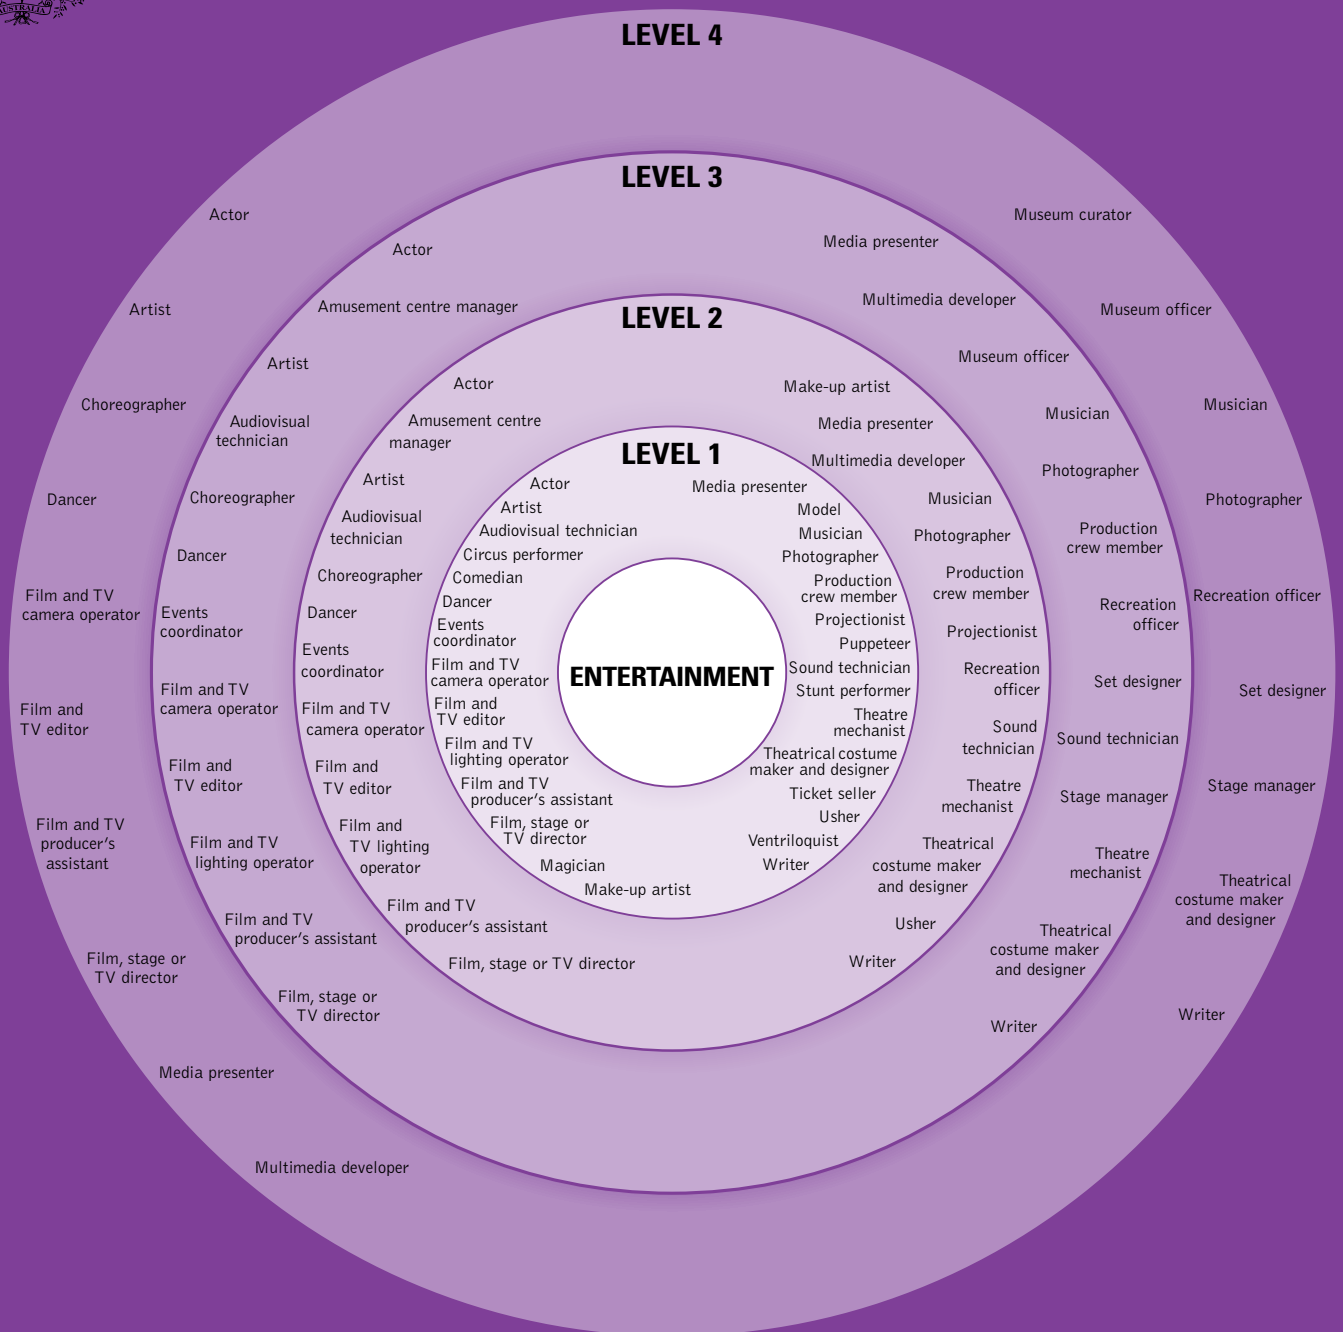 AUSTRALIA
LEVEL 4
Actor
Artist
Choreographer
Dancer
Film and TV
camera operator
Film and
TV editor
Film and TV
producer's
assistant
Film, stage or
TV director
Media presenter
Multimedia developer
Museum curator
Museum officer
Musician
Photographer
Recreation officer
Set designer
Stage manager
Theatrical
costume maker
and designer
Writer
LEVEL 3
Actor
Amusement centre manager
Artist
Audiovisual
technician
Choreographer
Dancer
Events
coordinator
Film and TV
camera operator
Film and
TV editor
Film and TV
lighting operator
Film and TV
producer's assistant
Film, stage or
TV director
Media presenter
Multimedia developer
Museum officer
Musician
Photographer
Production
crew member
Recreation
officer
Set designer
Sound technician
Stage manager
Theatre
mechanist
Theatrical
costume maker
and designer
Writer
LEVEL 2
Actor
Amusement centre
manager
Artist
Audiovisual
technician
Choreographer
Dancer
Events
coordinator
Film and TV
camera operator
Film and
TV editor
Film and
TV lighting
operator
Film and TV
producer's assistant
Film, stage or TV director
Make-up artist
Media presenter
Multimedia developer
Musician
Photographer
Production
crew member
Projectionist
Recreation
officer
Sound
technician
Theatre
mechanist
Theatrical
costume maker
and designer
Usher
Writer
LEVEL 1
Actor
Artist
Audiovisual technician
Circus performer
Comedian
Dancer
Events
coordinator
Film and TV
camera operator
Film and
TV editor
Film and TV
lighting operator
Film and TV
producer's assistant
Film, stage or
TV director
Magician
Make-up artist
Media presenter
Model
Musician
Photographer
Production
crew member
Projectionist
Puppeteer
Sound technician
Stunt performer
Theatre
mechanist
Theatrical costume
maker and designer
Ticket seller
Usher
Ventriloquist
Writer
ENTERTAINMENT